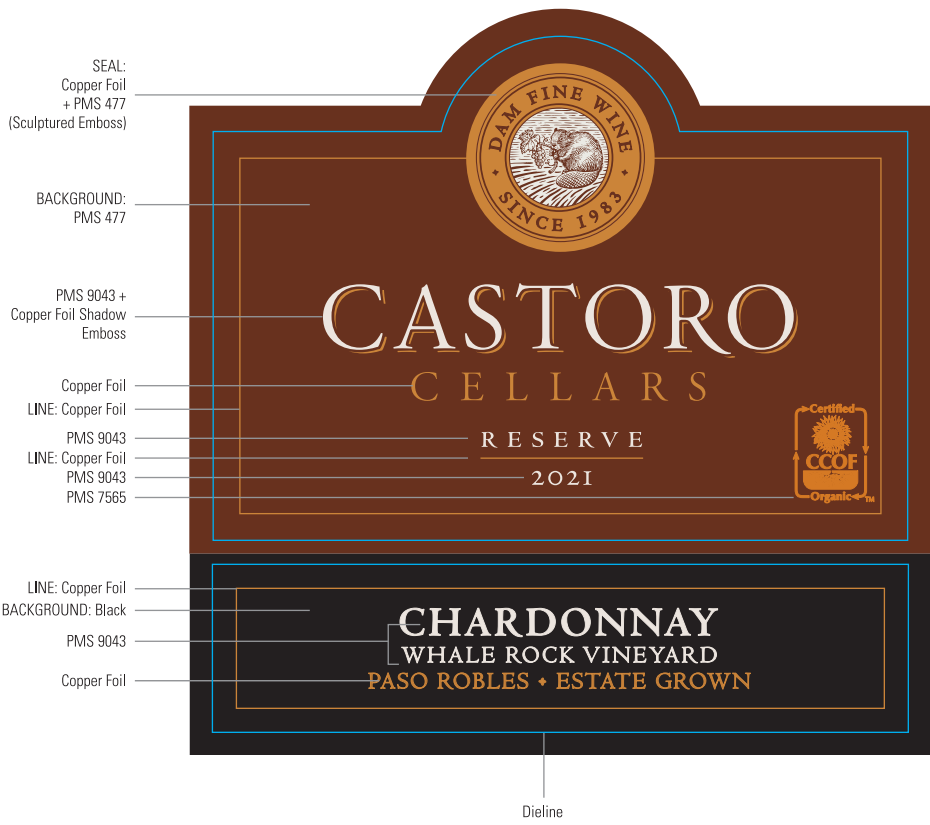 SEAL:
Copper Foil
+ PMS 477
(Sculptured Emboss)
BACKGROUND:
PMS 477
PMS 9043 +
Copper Foil Shadow
Emboss
Copper Foil
LINE: Copper Foil
PMS 9043
LINE: Copper Foil
PMS 9043
PMS 7565
LINE: Copper Foil
BACKGROUND: Black
PMS 9043
Copper Foil
DAM FINE WINE
SINCE 1983
CASTORO
CELLARS
RESERVE
2021
Certified
CCOF
Organic
TM
CHARDONNAY
WHALE ROCK VINEYARD
PASO ROBLES • ESTATE GROWN
Dieline